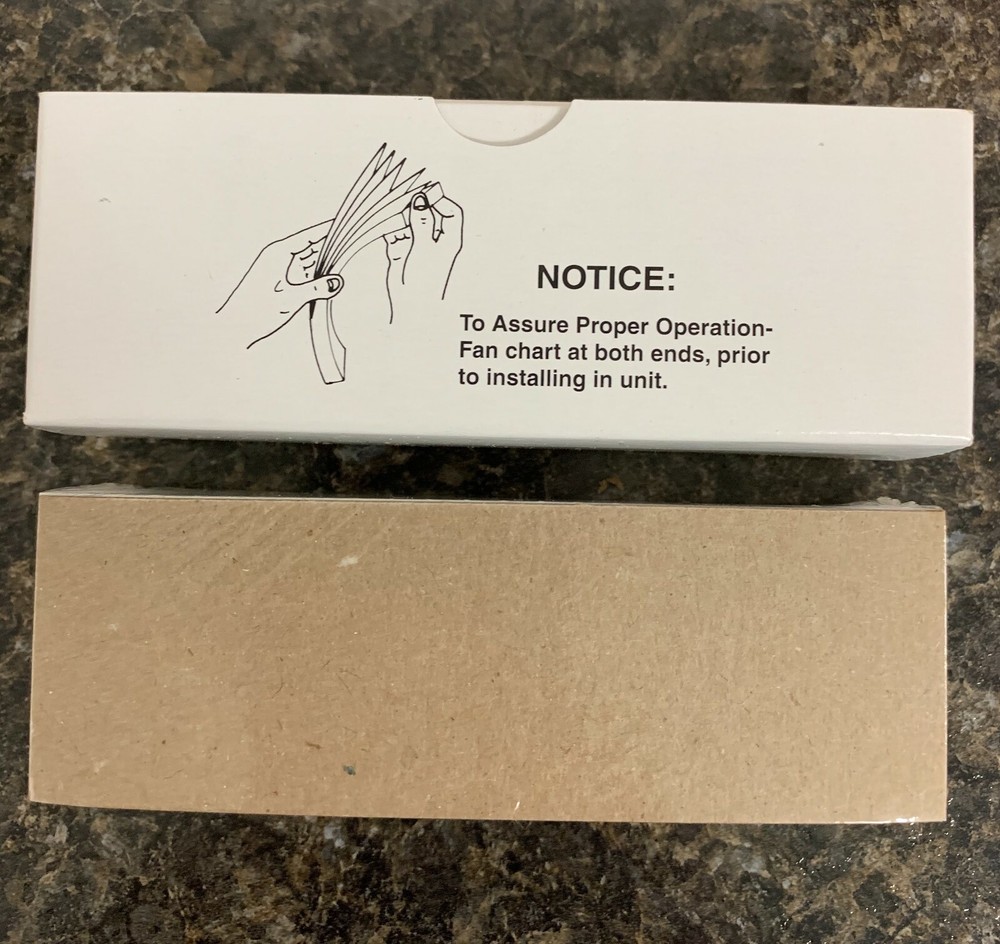 NOTICE:
To Assure Proper Operation-
Fan chart at both ends, prior
to installing in unit.